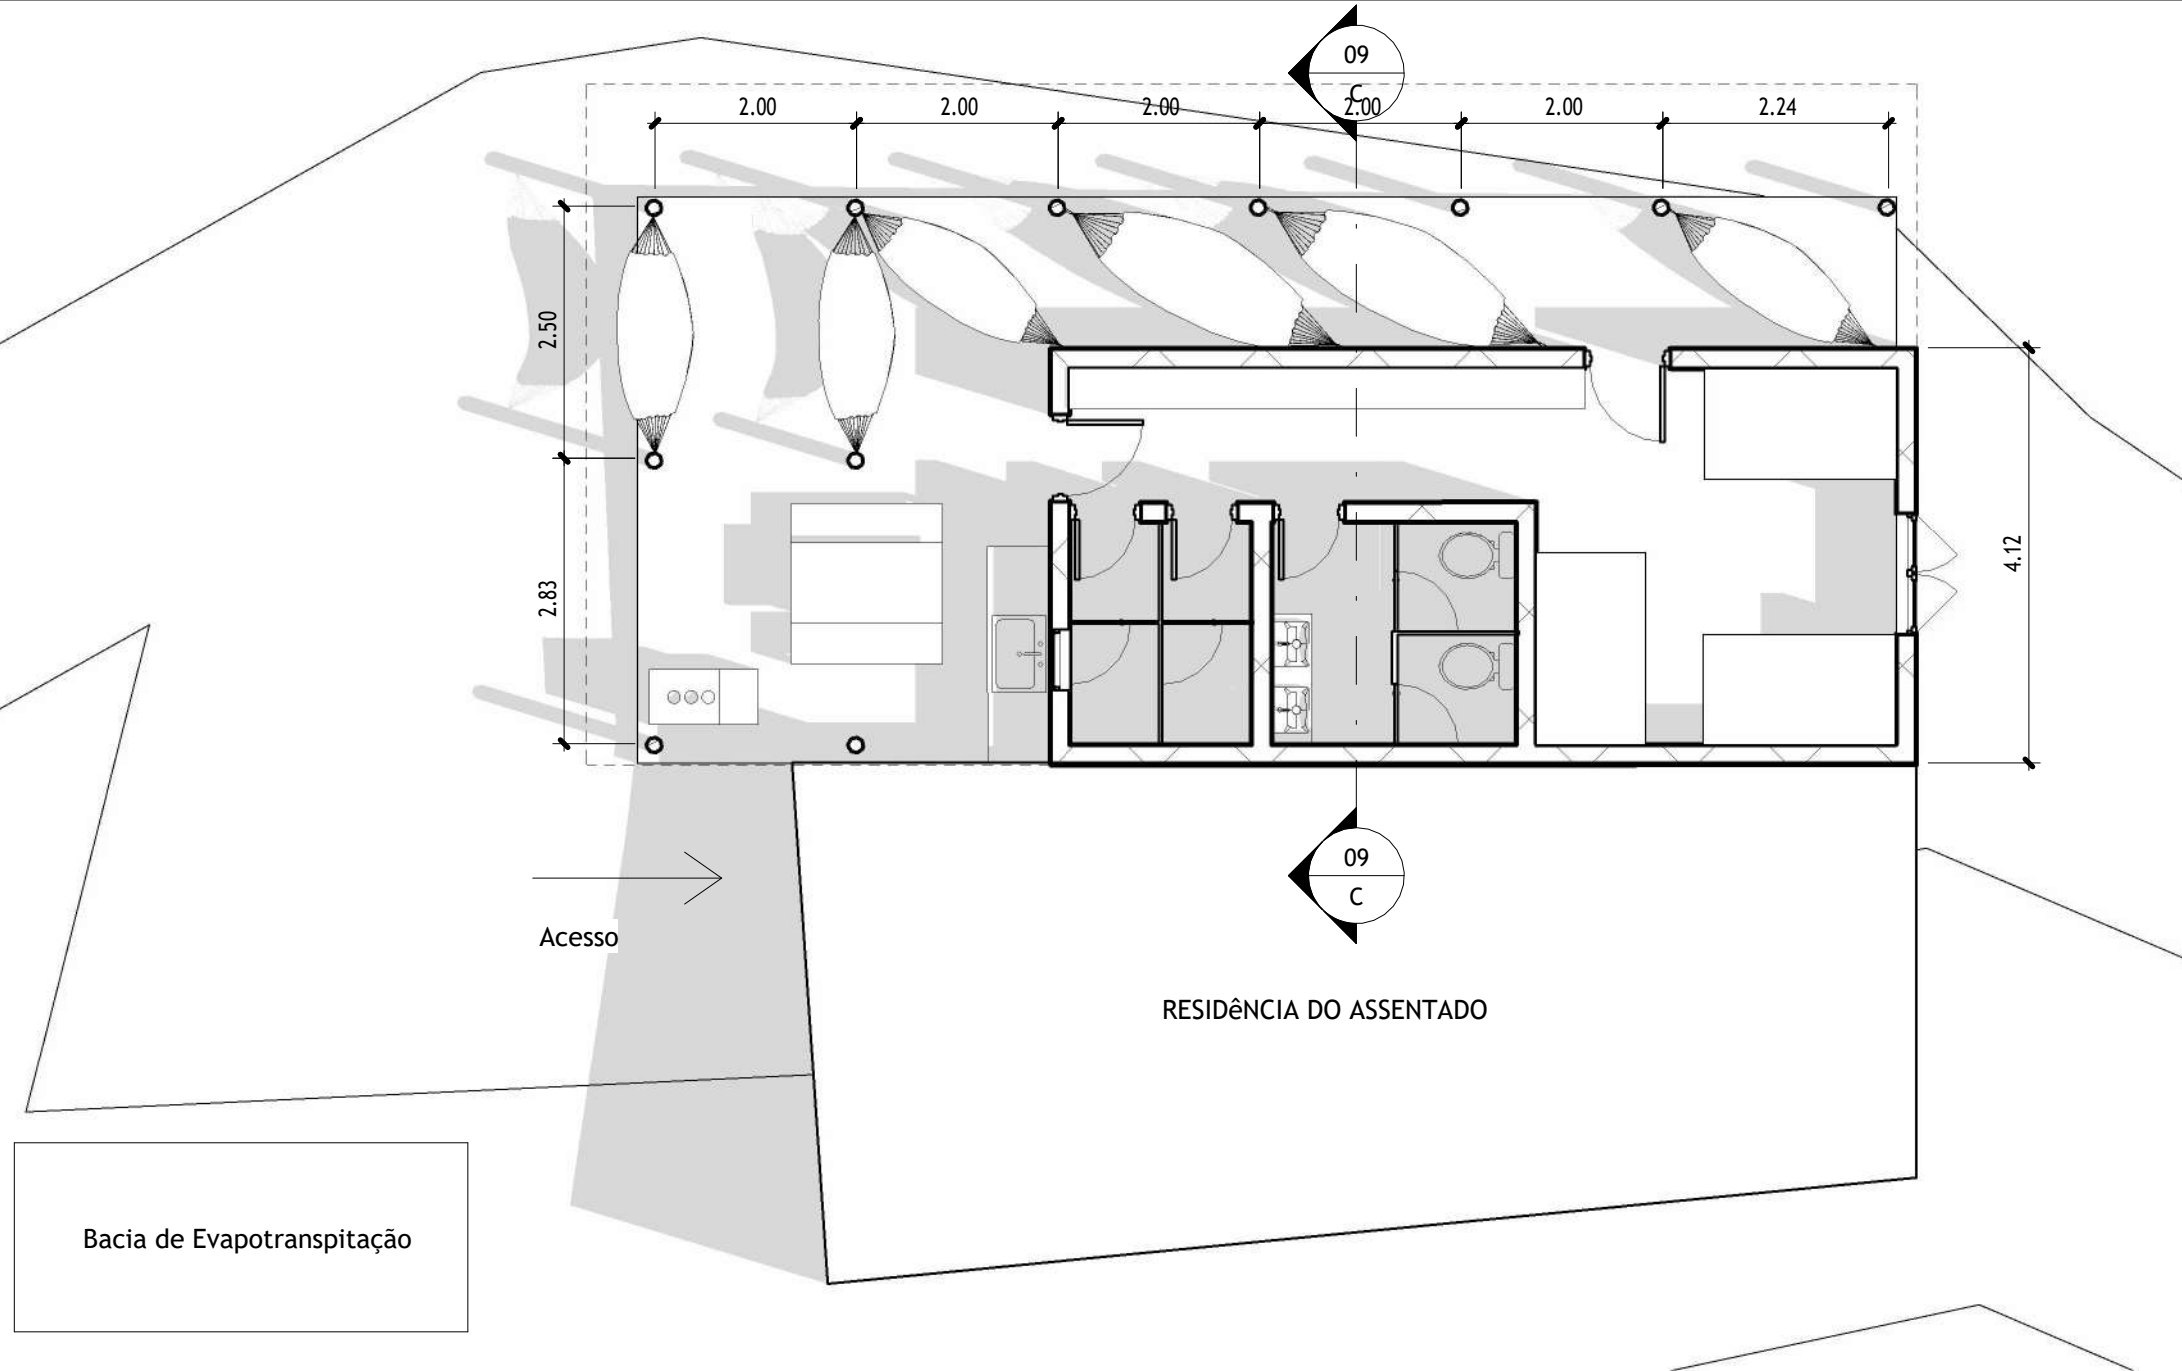 09
C
2.00
2.00
2.00
2.00
2.00
2.24
2.50
2.83
4.12
09
C
Acesso
RESIDêNCIA DO ASSENTADO
Bacia de Evapotranspitação